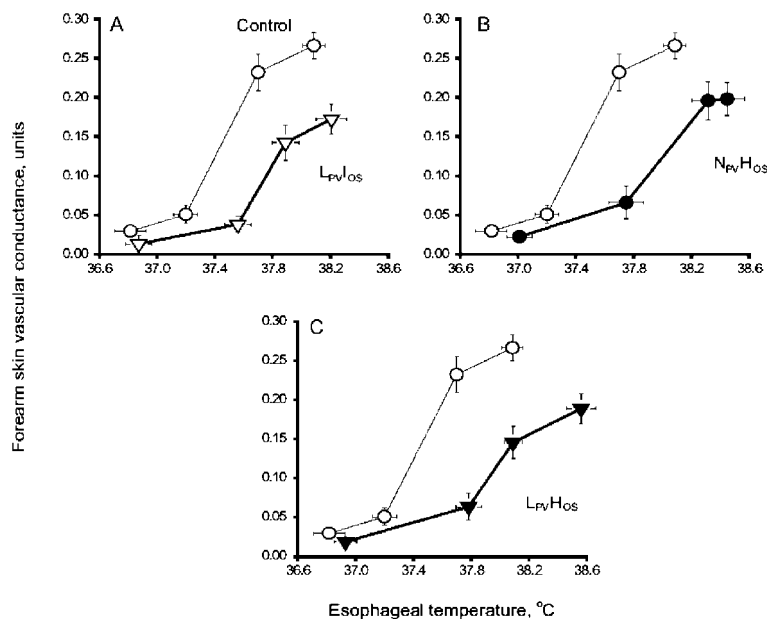 A
Control
0.30
0.25
0.20
0.15
0.10
0.05
0.00
LPVIOS
36.6 37.0 37.4 37.8 38.2 38.6
B
0.30
0.25
0.20
0.15
0.10
0.05
0.00
NPVHOS
36.6 37.0 37.4 37.8 38.2 38.6
Forearm skin vascular conductance, units
C
0.30
0.25
0.20
0.15
0.10
0.05
0.00
LPVHOS
36.6 37.0 37.4 37.8 38.2 38.6
Esophageal temperature, °C